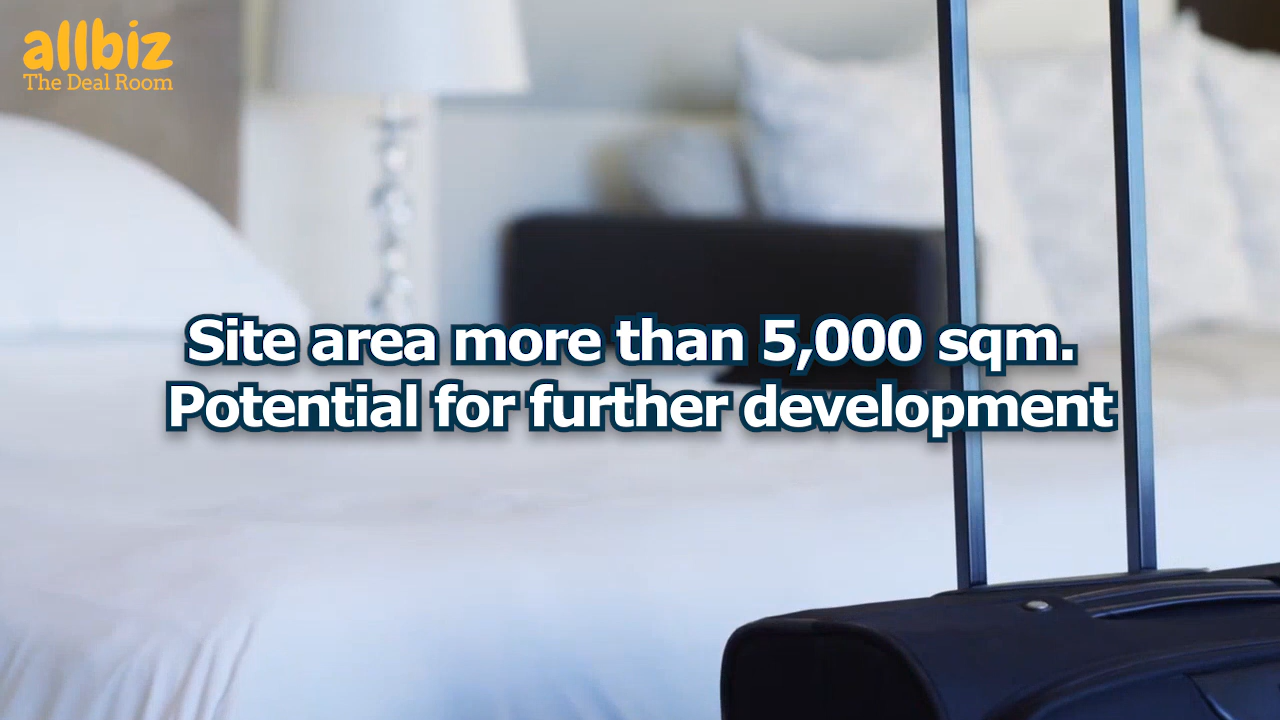 allbiz
The Deal Room
Site area more than 5,000 sqm.
Potential for further development